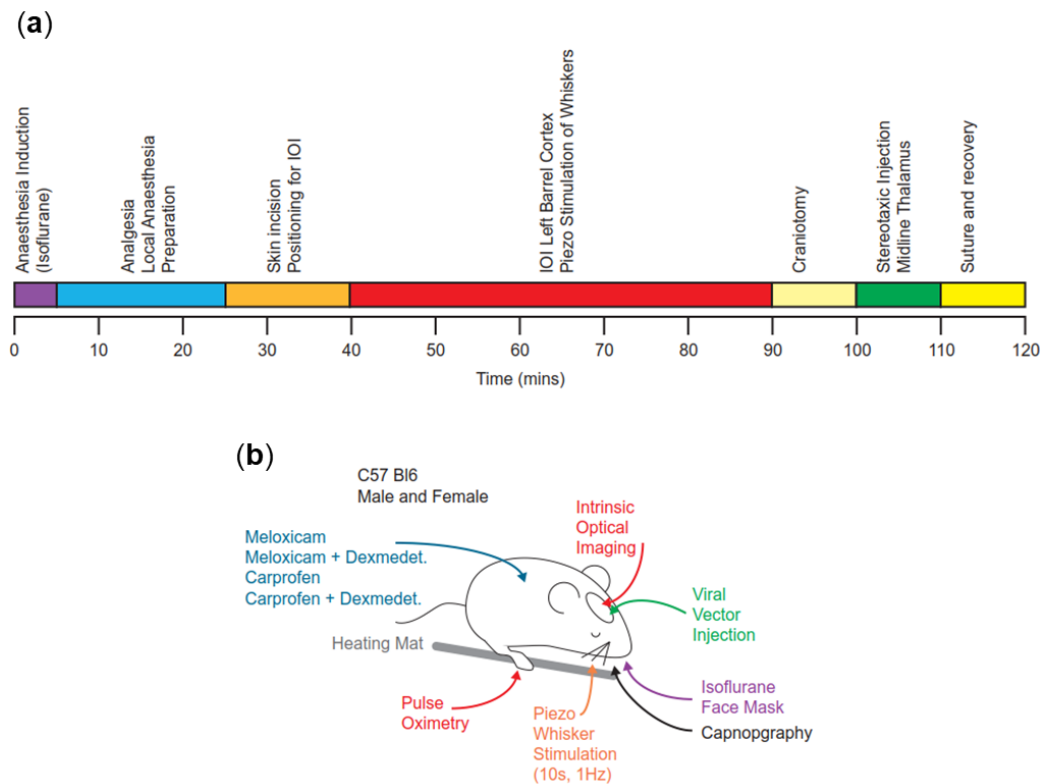 (a)
Anaesthesia Induction
(Isoflurane)
Analgesia
Local Anaesthesia
Preparation
Skin incision
Positioning for IOI
IOI Left Barrel Cortex
Piezo Stimulation of Whiskers
Craniotomy
Stereotaxic Injection
Midline Thalamus
Suture and recovery
0 10 20 30 40 50 60 70 80 90 100 110 120
Time (mins)
(b)
C57 Bl6
Male and Female
Meloxicam
Meloxicam + Dexmedet.
Carprofen
Carprofen + Dexmedet.
Intrinsic
Optical
Imaging
Viral
Vector
Injection
Heating Mat
Pulse
Oximetry
Piezo
Whisker
Stimulation
(10s, 1Hz)
Isoflurane
Face Mask
Capnopgraphy